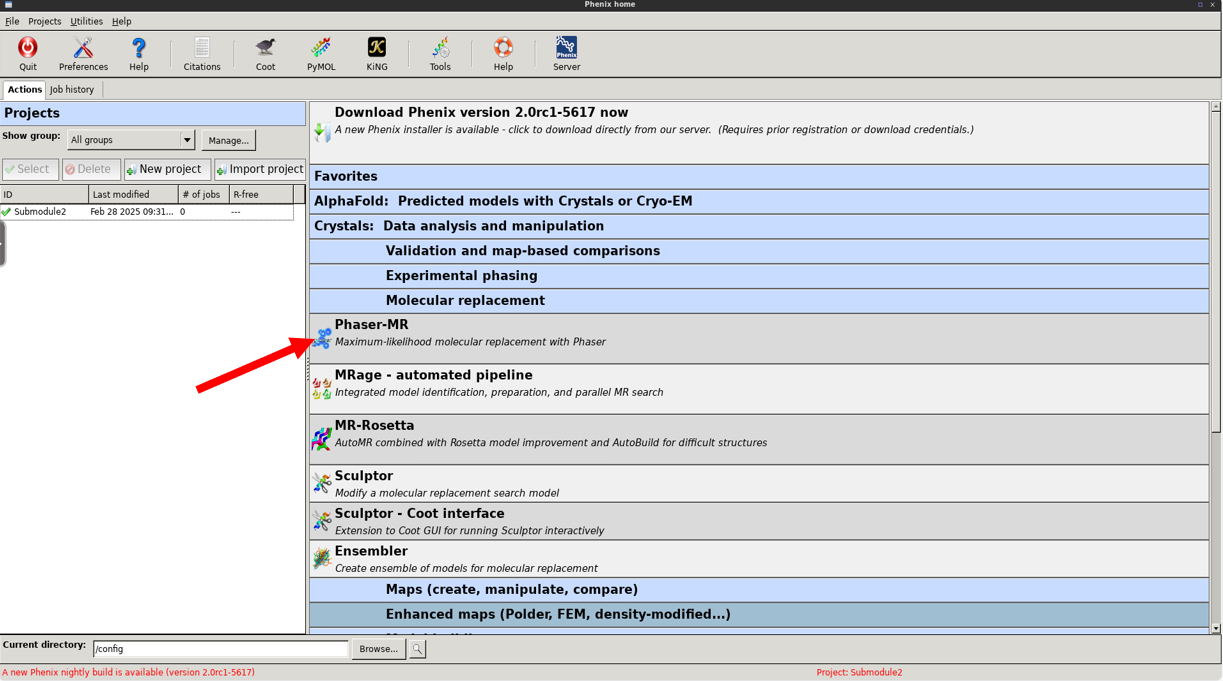 Phenix home
File Projects Utilities Help
Quit Preferences Help Citations Coot PyMOL KiNG Tools Help Server
Phenix
Actions Job history
Projects
Show group: All groups Manage...
Select Delete New project Import project
ID Last modified # of jobs R-free
Submodule2 Feb 28 2025 09:31... 0 ---
Download Phenix version 2.0rc1-5617 now
A new Phenix installer is available - click to download directly from our server. (Requires prior registration or download credentials.)
Favorites
AlphaFold: Predicted models with Crystals or Cryo-EM
Crystals: Data analysis and manipulation
Validation and map-based comparisons
Experimental phasing
Molecular replacement
Phaser-MR
Maximum-likelihood molecular replacement with Phaser
MRage - automated pipeline
Integrated model identification, preparation, and parallel MR search
MR-Rosetta
AutoMR combined with Rosetta model improvement and AutoBuild for difficult structures
Sculptor
Modify a molecular replacement search model
Sculptor - Coot interface
Extension to Coot GUI for running Sculptor interactively
Ensembler
Create ensemble of models for molecular replacement
Maps (create, manipulate, compare)
Enhanced maps (Polder, FEM, density-modified...)
Current directory: /config Browse...
A new Phenix nightly build is available (version 2.0rc1-5617) Project: Submodule2